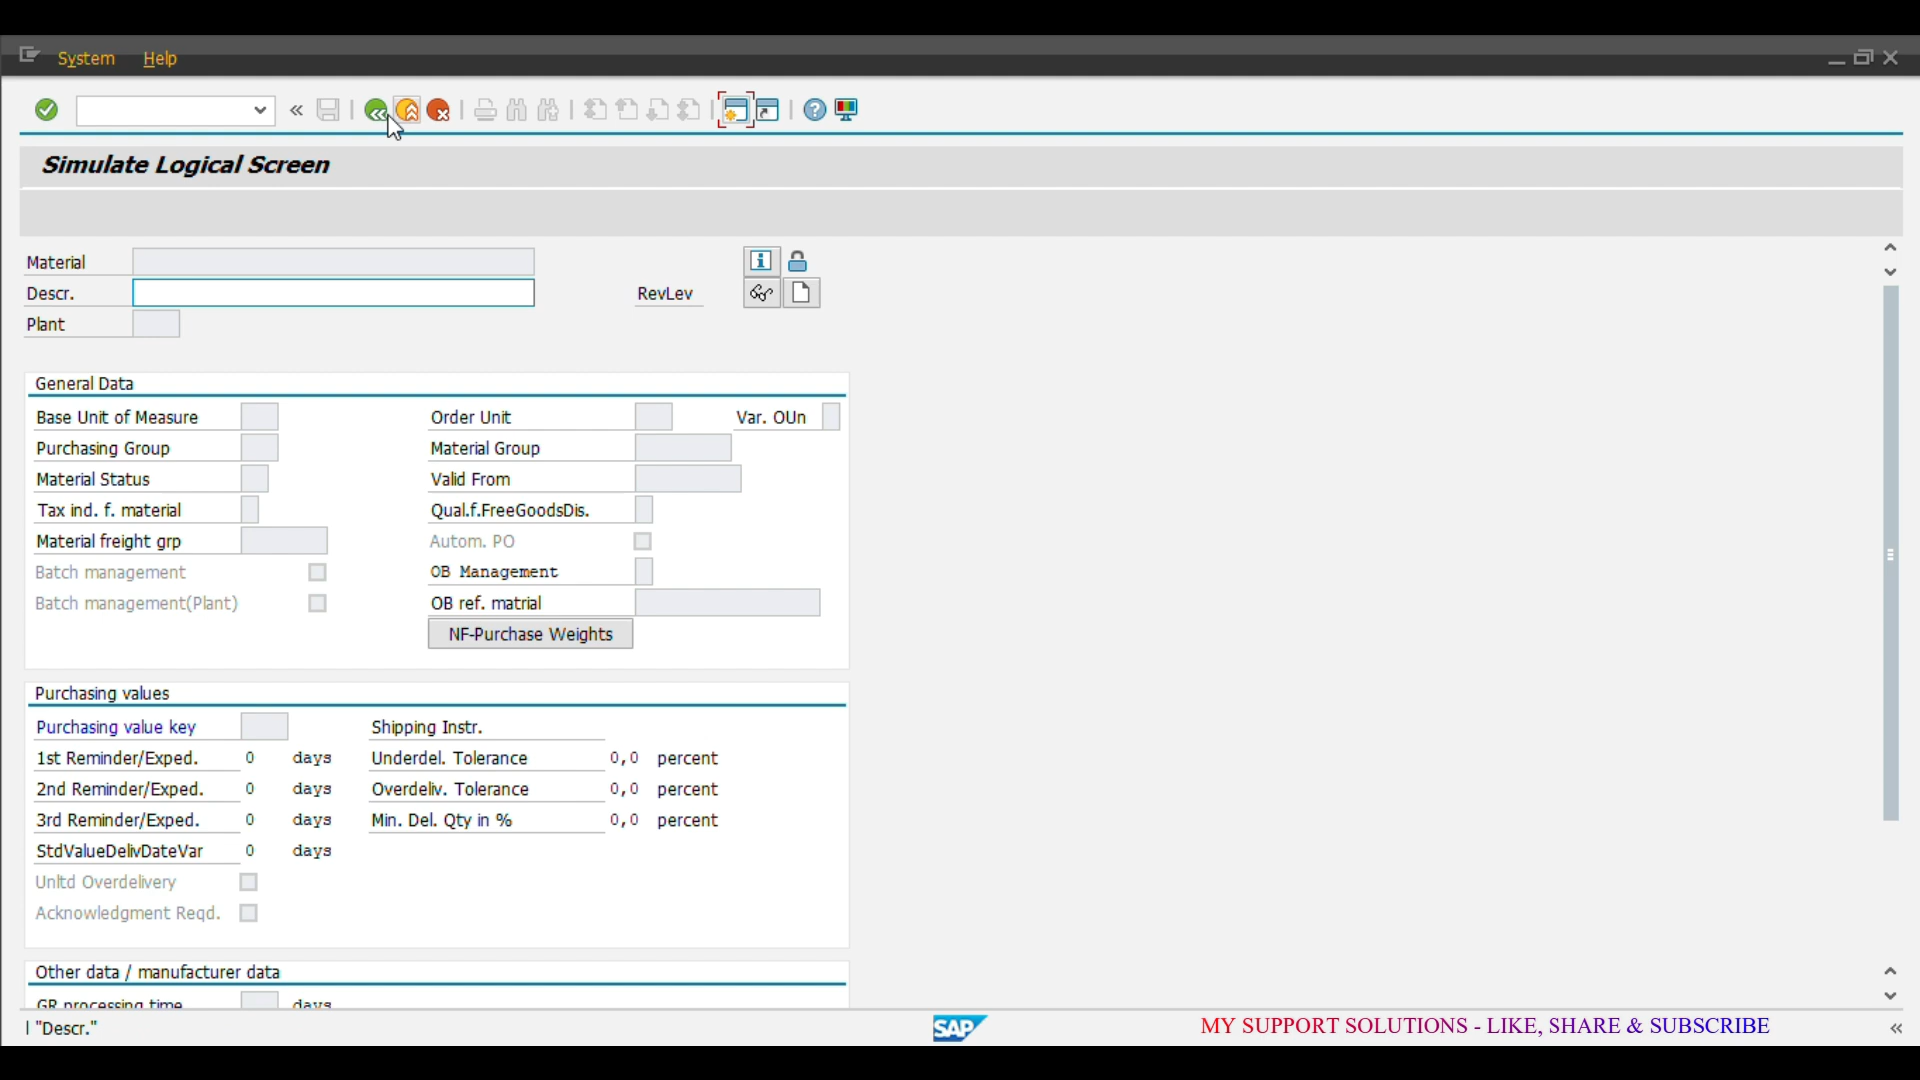 System Help
Simulate Logical Screen
Material
Descr. RevLev
Plant
General Data
Base Unit of Measure Order Unit Var. OUn
Purchasing Group Material Group
Material Status Valid From
Tax ind. f. material Qual.f.FreeGoodsDis.
Material freight grp Autom. PO
Batch management OB Management
Batch management(Plant) OB ref. matrial
NF-Purchase Weights
Purchasing values
Purchasing value key Shipping Instr.
1st Reminder/Exped. 0 days Underdel. Tolerance 0,0 percent
2nd Reminder/Exped. 0 days Overdeliv. Tolerance 0,0 percent
3rd Reminder/Exped. 0 days Min. Del. Qty in % 0,0 percent
StdValueDelivDateVar 0 days
Unltd Overdelivery
Acknowledgment Reqd.
Other data / manufacturer data
GR processing time days
I "Descr." SAP MY SUPPORT SOLUTIONS - LIKE, SHARE & SUBSCRIBE